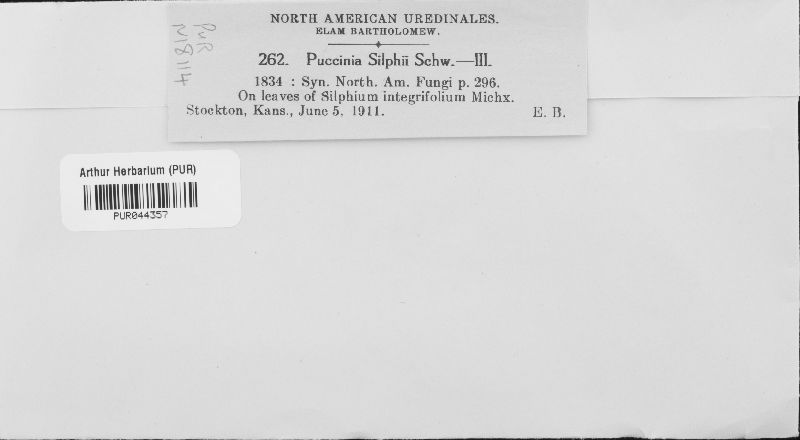 NORTH AMERICAN UREDINALES.
ELAM BARTHOLOMEW.
262. Puccinia Silphii Schw.—III.
1834 : Syn. North. Am. Fungi p. 296.
On leaves of Silphium integrifolium Michx.
Stockton, Kans., June 5, 1911. E. B.
PUR
N18114
Arthur Herbarium (PUR)
PUR044357